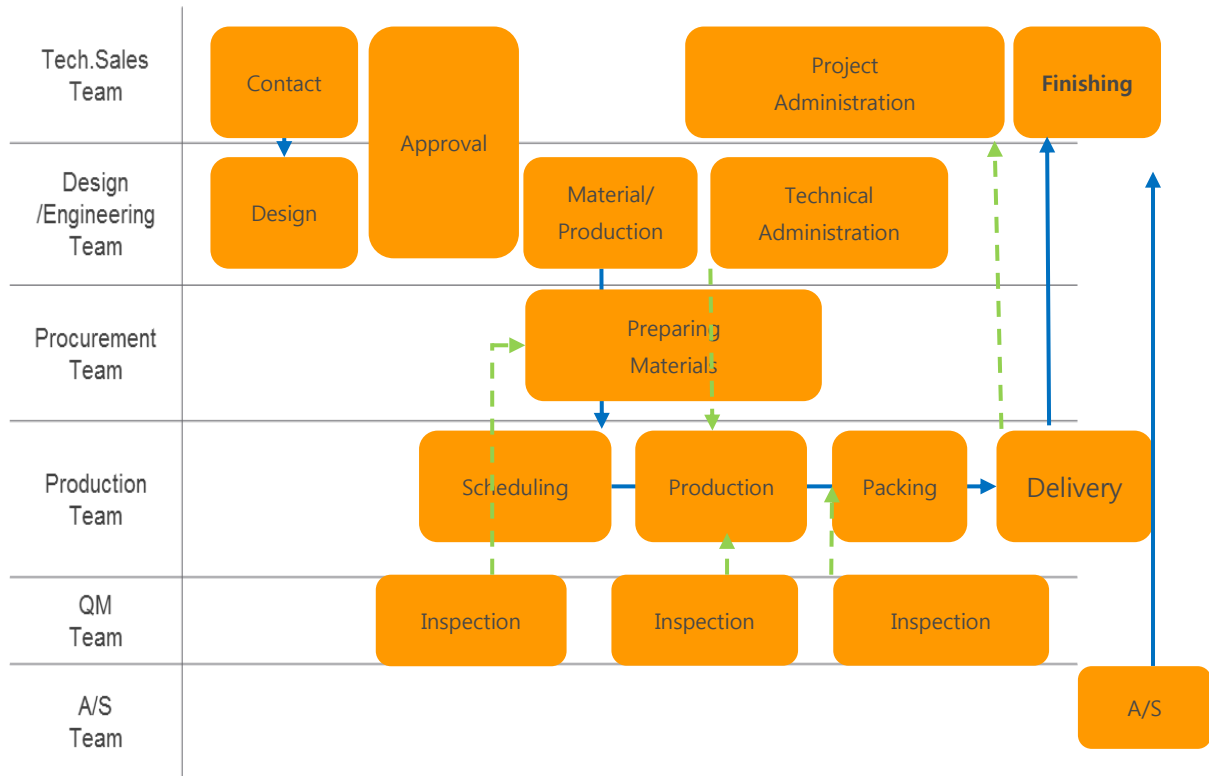 Tech.Sales
Team
Contact
Approval
Project
Administration
Finishing
Design
/Engineering
Team
Design
Material/
Production
Technical
Administration
Procurement
Team
Preparing
Materials
Production
Team
Scheduling
Production
Packing
Delivery
QM
Team
Inspection
Inspection
Inspection
A/S
Team
A/S